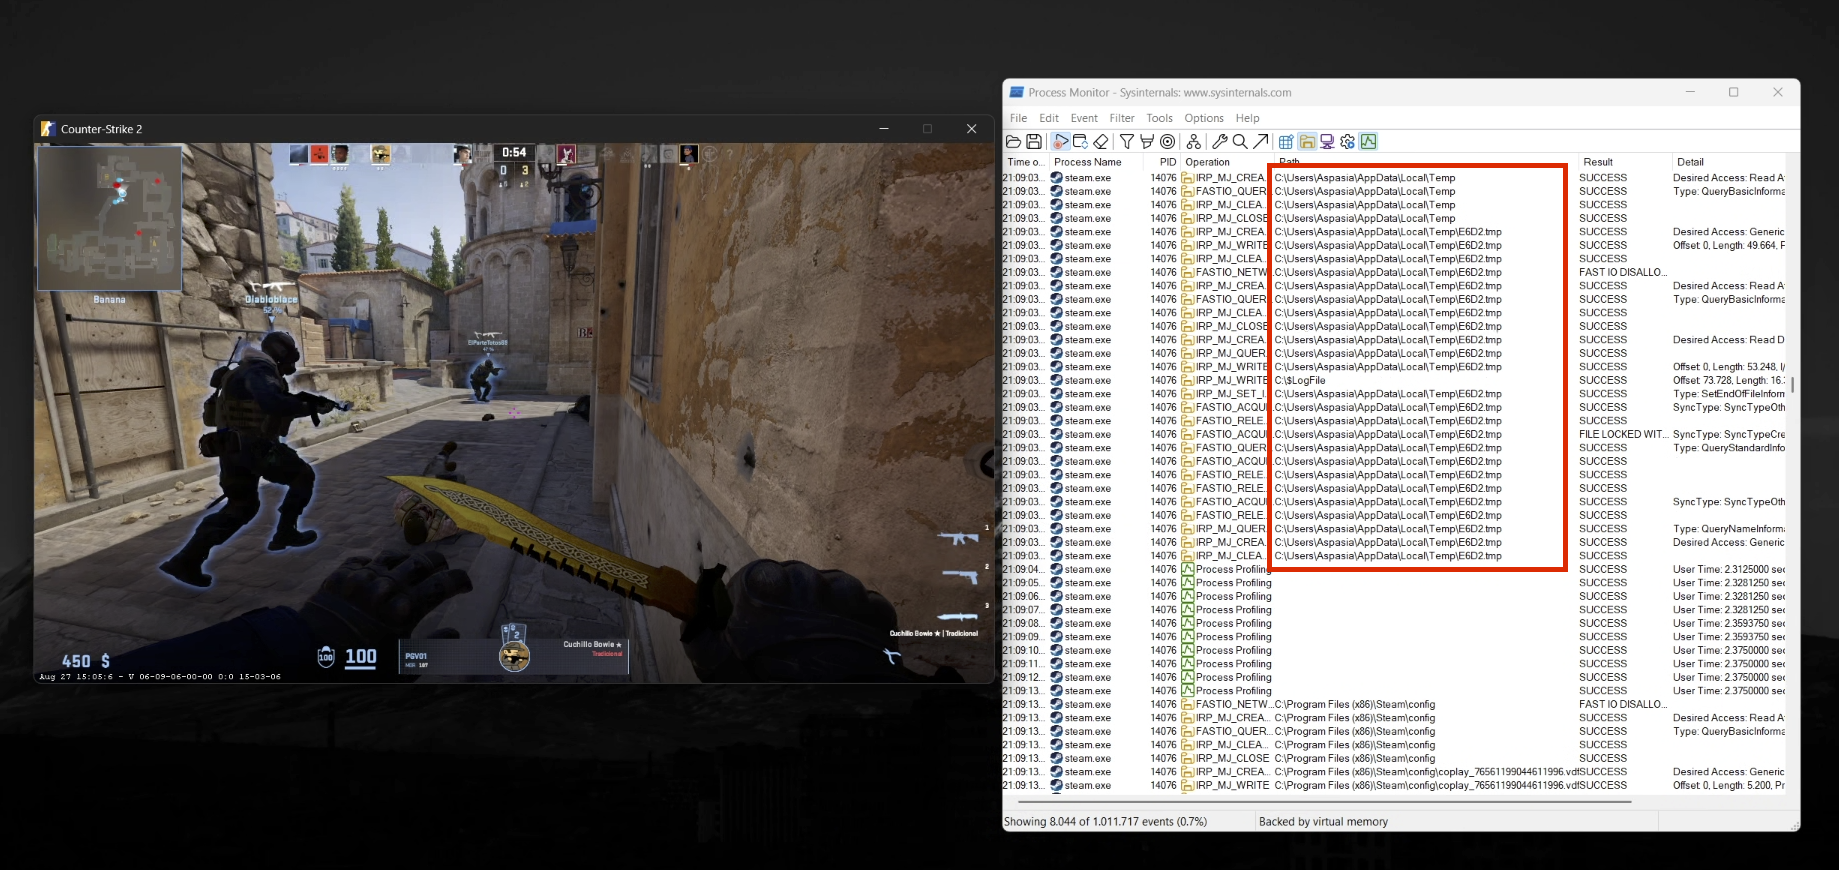 Counter-Strike 2
0:54
0 3
5 2
Banana
Diabloblace
52 %
ElParteTotos00
47 %
1
2
3
Cuchillo Bowie ★ | Tradicional
450 $
100
100
PGV01
Cuchillo Bowie ★
Tradicional
Aug 27 15:05:6 - V 06-09-06-00-00 0:0 15-03-06
Process Monitor - Sysinternals: www.sysinternals.com
File Edit Event Filter Tools Options Help
Time o... Process Name PID Operation Path Result Detail
21:09:03... steam.exe 14076 IRP_MJ_CREA... C:\Users\Aspasia\AppData\Local\Temp SUCCESS Desired Access: Read A
21:09:03... steam.exe 14076 FASTIO_QUER... C:\Users\Aspasia\AppData\Local\Temp SUCCESS Type: QueryBasicInforma
21:09:03... steam.exe 14076 IRP_MJ_CLEA... C:\Users\Aspasia\AppData\Local\Temp SUCCESS
21:09:03... steam.exe 14076 IRP_MJ_CLOSE C:\Users\Aspasia\AppData\Local\Temp SUCCESS
21:09:03... steam.exe 14076 IRP_MJ_CREA... C:\Users\Aspasia\AppData\Local\Temp\E6D2.tmp SUCCESS Desired Access: Generic
21:09:03... steam.exe 14076 IRP_MJ_WRITE C:\Users\Aspasia\AppData\Local\Temp\E6D2.tmp SUCCESS Offset: 0, Length: 49.664, F
21:09:03... steam.exe 14076 IRP_MJ_CLEA... C:\Users\Aspasia\AppData\Local\Temp\E6D2.tmp SUCCESS
21:09:03... steam.exe 14076 FASTIO_NETW... C:\Users\Aspasia\AppData\Local\Temp\E6D2.tmp FAST IO DISALLO...
21:09:03... steam.exe 14076 IRP_MJ_CREA... C:\Users\Aspasia\AppData\Local\Temp\E6D2.tmp SUCCESS Desired Access: Read A
21:09:03... steam.exe 14076 FASTIO_QUER... C:\Users\Aspasia\AppData\Local\Temp\E6D2.tmp SUCCESS Type: QueryBasicInforma
21:09:03... steam.exe 14076 IRP_MJ_CLEA... C:\Users\Aspasia\AppData\Local\Temp\E6D2.tmp SUCCESS
21:09:03... steam.exe 14076 IRP_MJ_CLOSE C:\Users\Aspasia\AppData\Local\Temp\E6D2.tmp SUCCESS
21:09:03... steam.exe 14076 IRP_MJ_CREA... C:\Users\Aspasia\AppData\Local\Temp\E6D2.tmp SUCCESS Desired Access: Read D
21:09:03... steam.exe 14076 IRP_MJ_QUER... C:\Users\Aspasia\AppData\Local\Temp\E6D2.tmp SUCCESS
21:09:03... steam.exe 14076 IRP_MJ_WRITE C:\Users\Aspasia\AppData\Local\Temp\E6D2.tmp SUCCESS Offset: 0, Length: 53.248, I/
21:09:03... steam.exe 14076 IRP_MJ_WRITE C:\$LogFile SUCCESS Offset: 73.728, Length: 16.
21:09:03... steam.exe 14076 IRP_MJ_SET_I... C:\Users\Aspasia\AppData\Local\Temp\E6D2.tmp SUCCESS Type: SetEndOfFileInform
21:09:03... steam.exe 14076 FASTIO_ACQU... C:\Users\Aspasia\AppData\Local\Temp\E6D2.tmp SUCCESS SyncType: SyncTypeOth
21:09:03... steam.exe 14076 FASTIO_RELE... C:\Users\Aspasia\AppData\Local\Temp\E6D2.tmp SUCCESS
21:09:03... steam.exe 14076 FASTIO_ACQU... C:\Users\Aspasia\AppData\Local\Temp\E6D2.tmp FILE LOCKED WIT... SyncType: SyncTypeCre
21:09:03... steam.exe 14076 FASTIO_QUER... C:\Users\Aspasia\AppData\Local\Temp\E6D2.tmp SUCCESS Type: QueryStandardInfo
21:09:03... steam.exe 14076 FASTIO_ACQU... C:\Users\Aspasia\AppData\Local\Temp\E6D2.tmp SUCCESS
21:09:03... steam.exe 14076 FASTIO_RELE... C:\Users\Aspasia\AppData\Local\Temp\E6D2.tmp SUCCESS
21:09:03... steam.exe 14076 FASTIO_RELE... C:\Users\Aspasia\AppData\Local\Temp\E6D2.tmp SUCCESS
21:09:03... steam.exe 14076 FASTIO_ACQU... C:\Users\Aspasia\AppData\Local\Temp\E6D2.tmp SUCCESS SyncType: SyncTypeOth
21:09:03... steam.exe 14076 FASTIO_RELE... C:\Users\Aspasia\AppData\Local\Temp\E6D2.tmp SUCCESS
21:09:03... steam.exe 14076 IRP_MJ_QUER... C:\Users\Aspasia\AppData\Local\Temp\E6D2.tmp SUCCESS Type: QueryNameInforma
21:09:03... steam.exe 14076 IRP_MJ_CREA... C:\Users\Aspasia\AppData\Local\Temp\E6D2.tmp SUCCESS Desired Access: Generic
21:09:03... steam.exe 14076 IRP_MJ_CLEA... C:\Users\Aspasia\AppData\Local\Temp\E6D2.tmp SUCCESS
21:09:04... steam.exe 14076 Process Profiling SUCCESS User Time: 2.3125000 sec
21:09:05... steam.exe 14076 Process Profiling SUCCESS User Time: 2.3281250 sec
21:09:06... steam.exe 14076 Process Profiling SUCCESS User Time: 2.3281250 sec
21:09:07... steam.exe 14076 Process Profiling SUCCESS User Time: 2.3281250 sec
21:09:08... steam.exe 14076 Process Profiling SUCCESS User Time: 2.3593750 sec
21:09:09... steam.exe 14076 Process Profiling SUCCESS User Time: 2.3593750 sec
21:09:10... steam.exe 14076 Process Profiling SUCCESS User Time: 2.3750000 sec
21:09:11... steam.exe 14076 Process Profiling SUCCESS User Time: 2.3750000 sec
21:09:12... steam.exe 14076 Process Profiling SUCCESS User Time: 2.3750000 sec
21:09:13... steam.exe 14076 Process Profiling SUCCESS User Time: 2.3750000 sec
21:09:13... steam.exe 14076 FASTIO_NETW... C:\Program Files (x86)\Steam\config FAST IO DISALLO...
21:09:13... steam.exe 14076 IRP_MJ_CREA... C:\Program Files (x86)\Steam\config SUCCESS Desired Access: Read A
21:09:13... steam.exe 14076 FASTIO_QUER... C:\Program Files (x86)\Steam\config SUCCESS Type: QueryBasicInforma
21:09:13... steam.exe 14076 IRP_MJ_CLEA... C:\Program Files (x86)\Steam\config SUCCESS
21:09:13... steam.exe 14076 IRP_MJ_CLOSE C:\Program Files (x86)\Steam\config SUCCESS
21:09:13... steam.exe 14076 IRP_MJ_CREA... C:\Program Files (x86)\Steam\config\coplay_76561199044611996.vdf SUCCESS Desired Access: Generic
21:09:13... steam.exe 14076 IRP_MJ_WRITE C:\Program Files (x86)\Steam\config\coplay_76561199044611996.vdf SUCCESS Offset: 0, Length: 5.200, Pr
Showing 8.044 of 1.011.717 events (0.7%) Backed by virtual memory